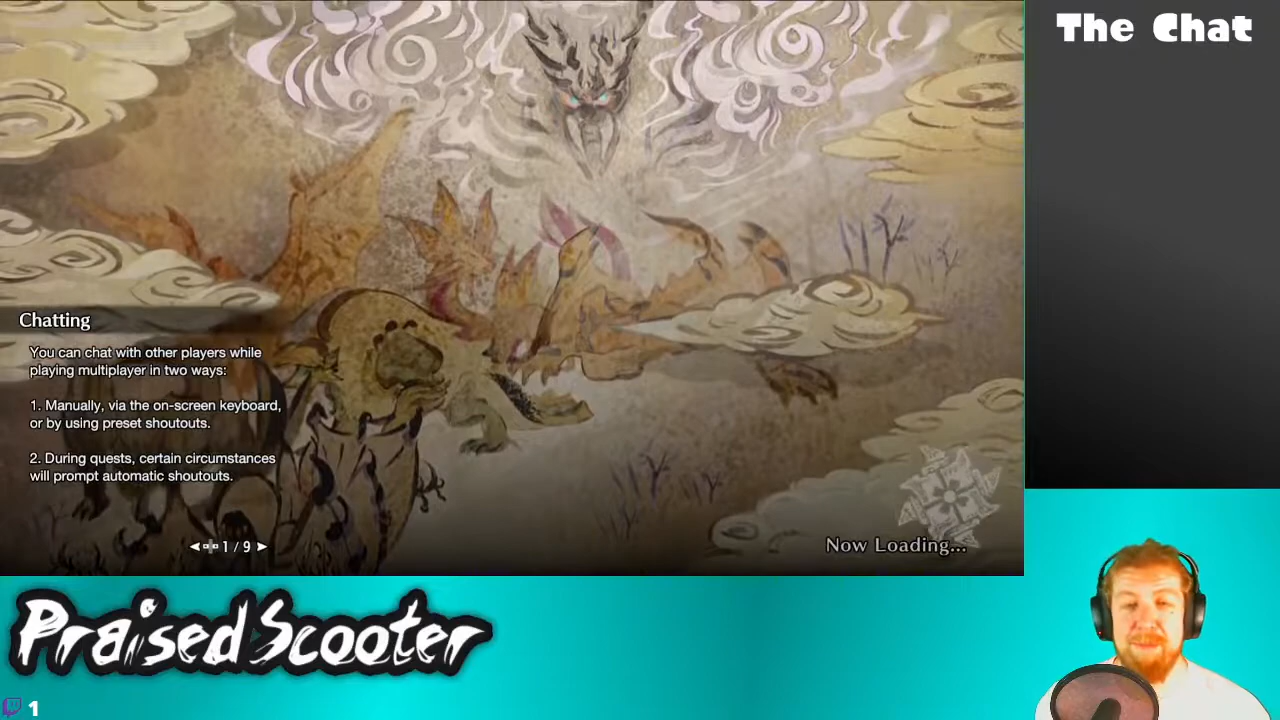 The Chat
Chatting
You can chat with other players while
playing multiplayer in two ways:
1. Manually, via the on-screen keyboard,
or by using preset shoutouts.
2. During quests, certain circumstances
will prompt automatic shoutouts.
1 / 9
Now Loading...
PraisedScooter
1